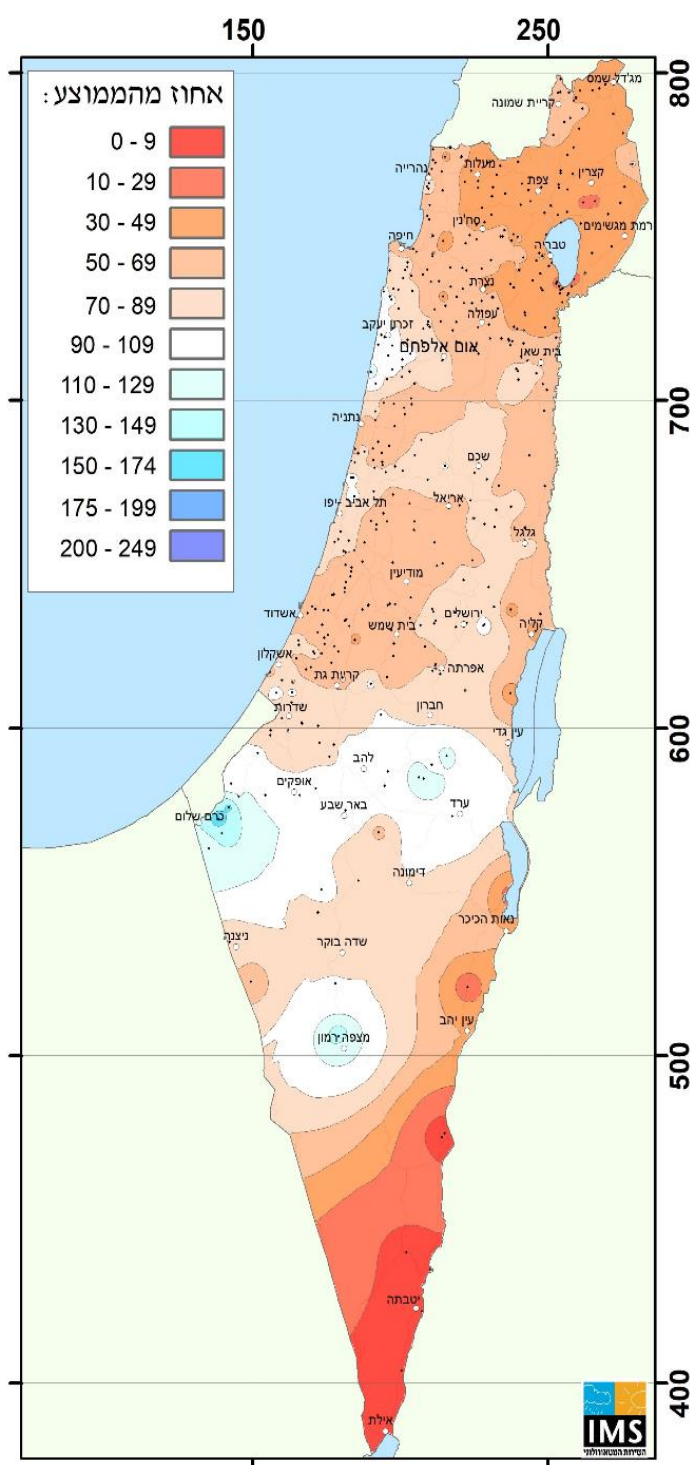 150
250
800
700
600
500
400
אחוז מהממוצע :
0 - 9
10 - 29
30 - 49
50 - 69
70 - 89
90 - 109
110 - 129
130 - 149
150 - 174
175 - 199
200 - 249
מג'דל שמס
קריית שמונה
מעלות
נהרייה
צפת
קצרין
סח'נין
רמת מגשימים
חיפה
טבריה
נצרת
עפולה
זכרון יעקב
אום אלפחם
בית שאן
נתניה
שכם
תל אביב -יפו
אריאל
גלגל
מודיעין
אשדוד
ירושלים
בית שמש
קליה
אשקלון
אפרתה
קריית גת
חברון
שדרות
עין גדי
להב
אופקים
ערד
באר שבע
כרם שלום
דימונה
נאות הכיכר
ניצנה
שדה בוקר
עין יהב
מצפה רמון
יטבתה
אילת
IMS
השירות המטאורולוגי